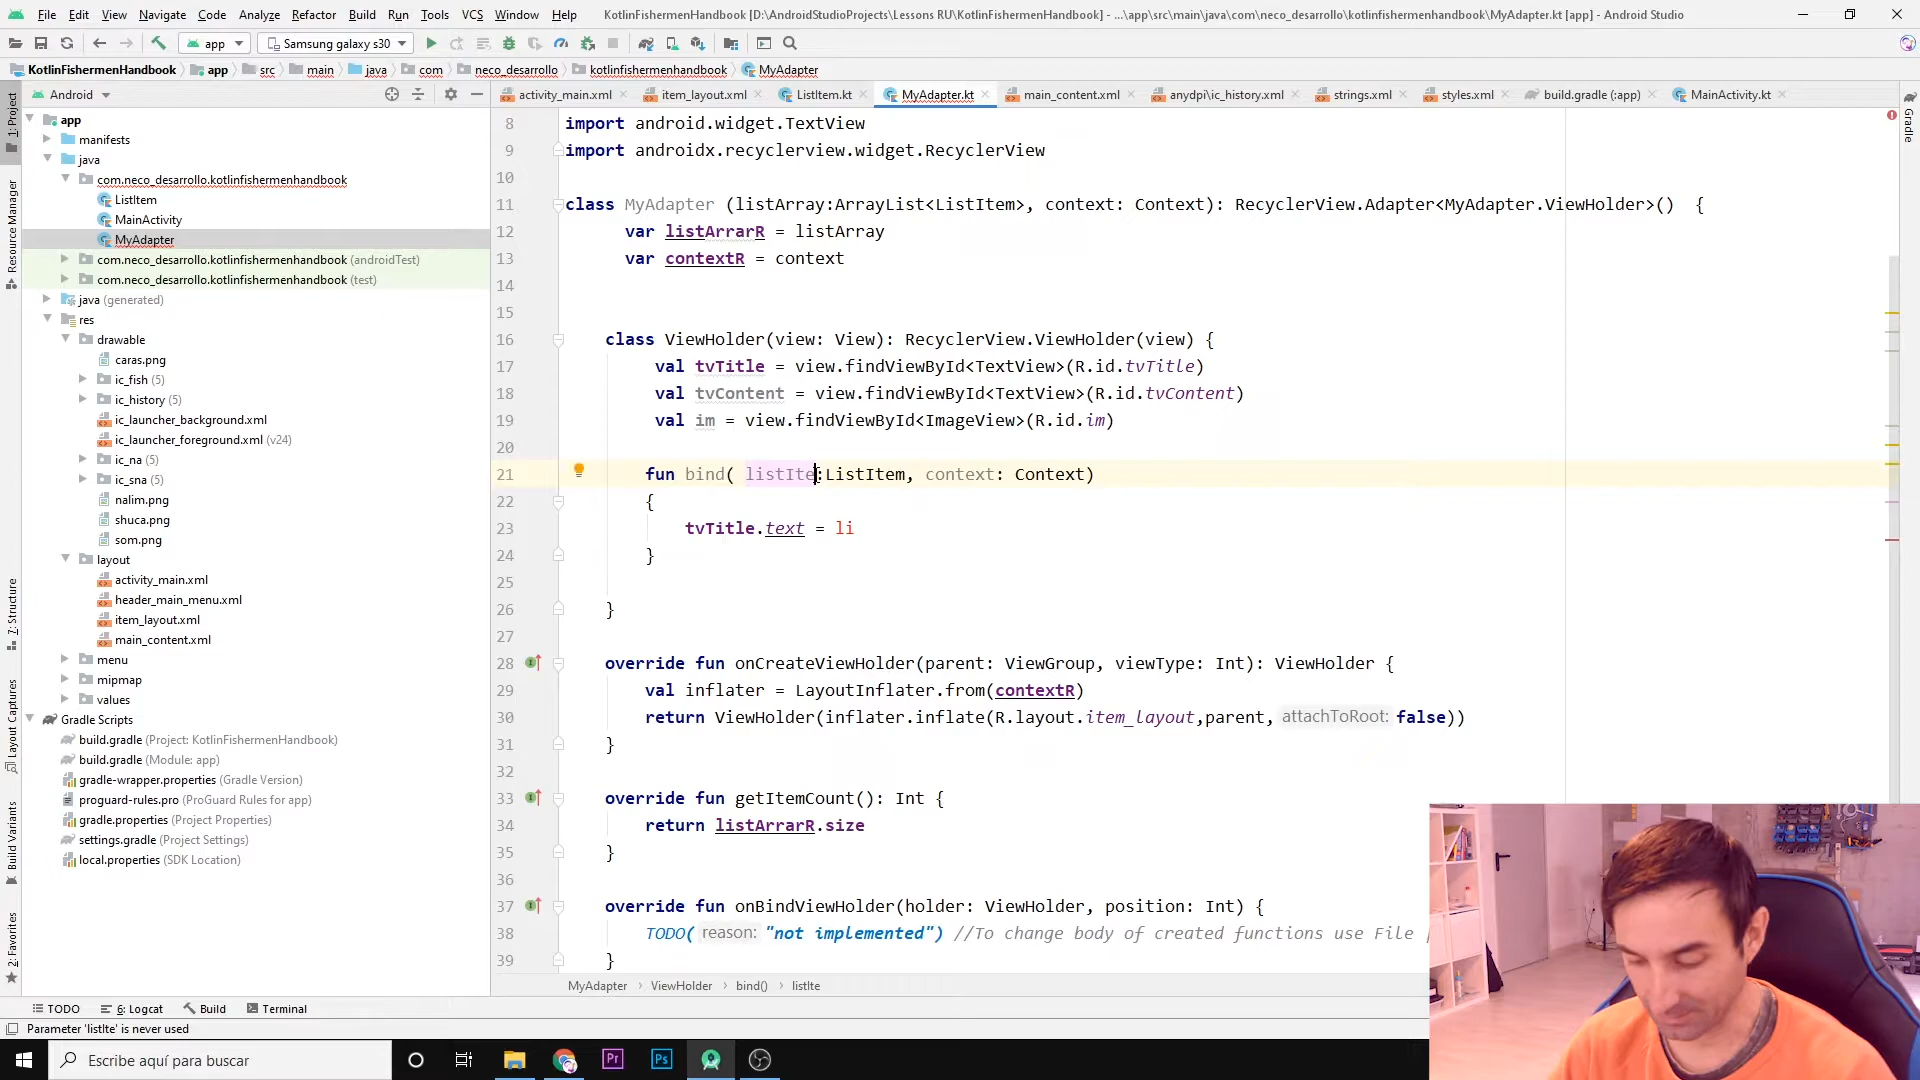 File Edit View Navigate Code Analyze Refactor Build Run Tools VCS Window Help KotlinFishermenHandbook [D:\AndroidStudioProjects\Lessons RU\KotlinFishermenHandbook] - ...\app\src\main\java\com\neco_desarrollo\kotlinfishermenhandbook\MyAdapter.kt [app] - Android Studio
app Samsung galaxy s30
KotlinFishermenHandbook app src main java com neco_desarrollo kotlinfishermenhandbook MyAdapter
Android
activity_main.xml item_layout.xml ListItem.kt MyAdapter.kt main_content.xml anydpi\ic_history.xml strings.xml styles.xml build.gradle (:app) MainActivity.kt
1: Project
Resource Manager
7: Structure
Layout Captures
Build Variants
2: Favorites
Gradle
app
manifests
java
com.neco_desarrollo.kotlinfishermenhandbook
ListItem
MainActivity
MyAdapter
com.neco_desarrollo.kotlinfishermenhandbook (androidTest)
com.neco_desarrollo.kotlinfishermenhandbook (test)
java (generated)
res
drawable
caras.png
ic_fish (5)
ic_history (5)
ic_launcher_background.xml
ic_launcher_foreground.xml (v24)
ic_na (5)
ic_sna (5)
nalim.png
shuca.png
som.png
layout
activity_main.xml
header_main_menu.xml
item_layout.xml
main_content.xml
menu
mipmap
values
Gradle Scripts
build.gradle (Project: KotlinFishermenHandbook)
build.gradle (Module: app)
gradle-wrapper.properties (Gradle Version)
proguard-rules.pro (ProGuard Rules for app)
gradle.properties (Project Properties)
settings.gradle (Project Settings)
local.properties (SDK Location)
8 import android.widget.TextView
9 import androidx.recyclerview.widget.RecyclerView
10
11 class MyAdapter (listArray:ArrayList<ListItem>, context: Context): RecyclerView.Adapter<MyAdapter.ViewHolder>() {
12 var listArrarR = listArray
13 var contextR = context
14
15
16 class ViewHolder(view: View): RecyclerView.ViewHolder(view) {
17 val tvTitle = view.findViewById<TextView>(R.id.tvTitle)
18 val tvContent = view.findViewById<TextView>(R.id.tvContent)
19 val im = view.findViewById<ImageView>(R.id.im)
20
21 fun bind( listIte:ListItem, context: Context)
22 {
23 tvTitle.text = li
24 }
25
26 }
27
28 override fun onCreateViewHolder(parent: ViewGroup, viewType: Int): ViewHolder {
29 val inflater = LayoutInflater.from(contextR)
30 return ViewHolder(inflater.inflate(R.layout.item_layout,parent, attachToRoot: false))
31 }
32
33 override fun getItemCount(): Int {
34 return listArrarR.size
35 }
36
37 override fun onBindViewHolder(holder: ViewHolder, position: Int) {
38 TODO( reason: "not implemented") //To change body of created functions use File
39 }
MyAdapter ViewHolder bind() listIte
TODO 6: Logcat Build Terminal
Parameter 'listIte' is never used
Escribe aquí para buscar
Pr Ps